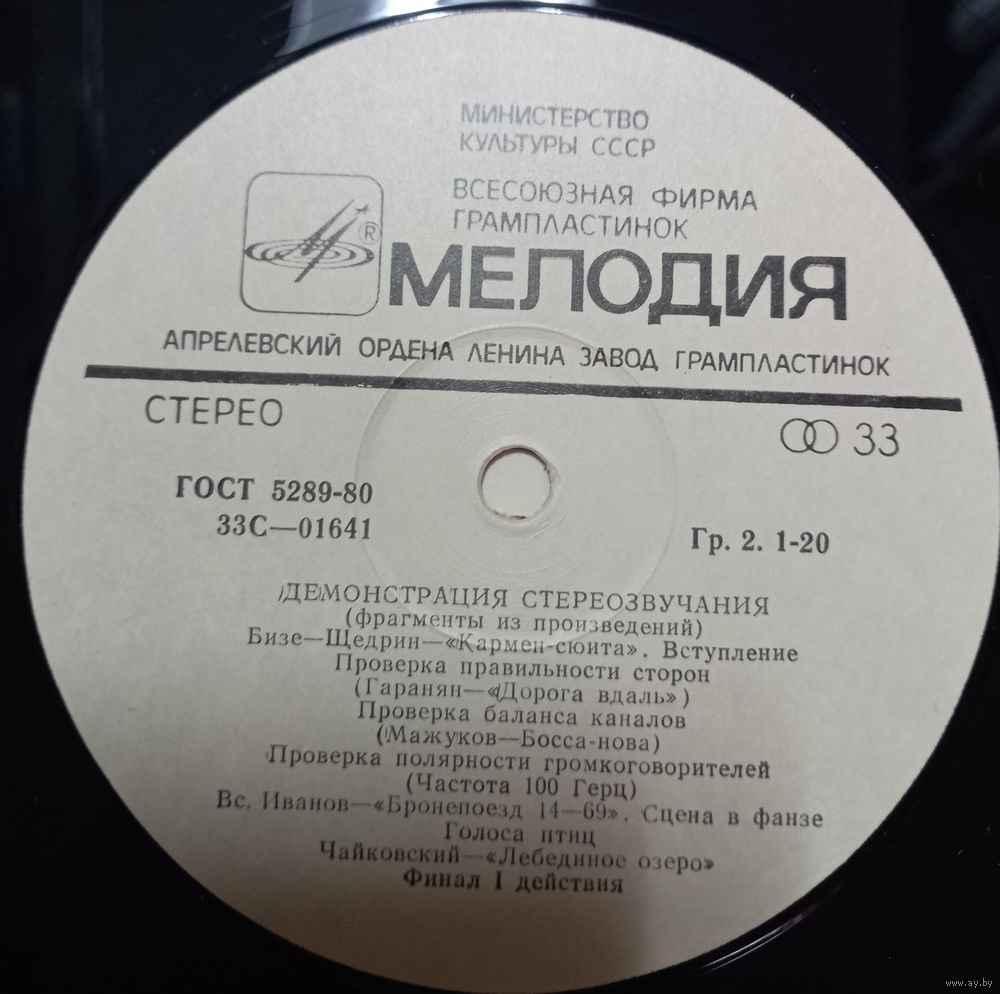 МИНИСТЕРСТВО
КУЛЬТУРЫ СССР
ВСЕСОЮЗНАЯ ФИРМА
ГРАМПЛАСТИНОК
®
МЕЛОДИЯ
АПРЕЛЕВСКИЙ ОРДЕНА ЛЕНИНА ЗАВОД ГРАМПЛАСТИНОК
СТЕРЕО
33
ГОСТ 5289-80
33С—01641
Гр. 2. 1-20
ДЕМОНСТРАЦИЯ СТЕРЕОЗВУЧАНИЯ
(фрагменты из произведений)
Бизе—Щедрин—«Кармен-сюита». Вступление
Проверка правильности сторон
(Гаранян—«Дорога вдаль»)
Проверка баланса каналов
(Мажуков—Босса-нова)
Проверка полярности громкоговорителей
(Частота 100 Герц)
Вс. Иванов—«Бронепоезд 14—69». Сцена в фанзе
Голоса птиц
Чайковский—«Лебединое озеро»
Финал I действия
www.ay.by